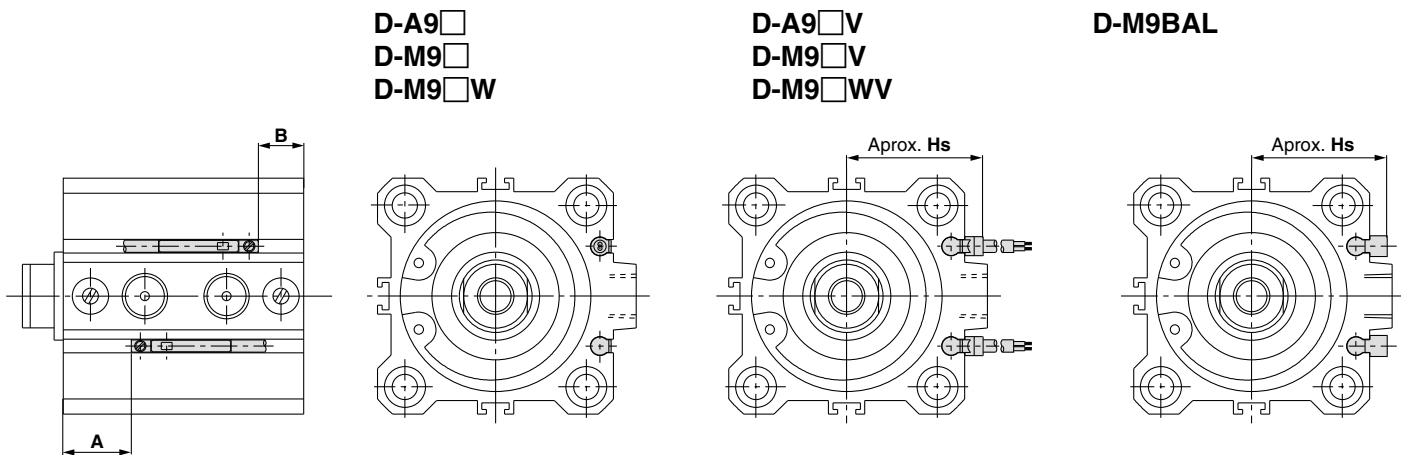 D-A9□
D-M9□
D-M9□W
D-A9□V
D-M9□V
D-M9□WV
D-M9BAL
B
Aprox. Hs
Aprox. Hs
A